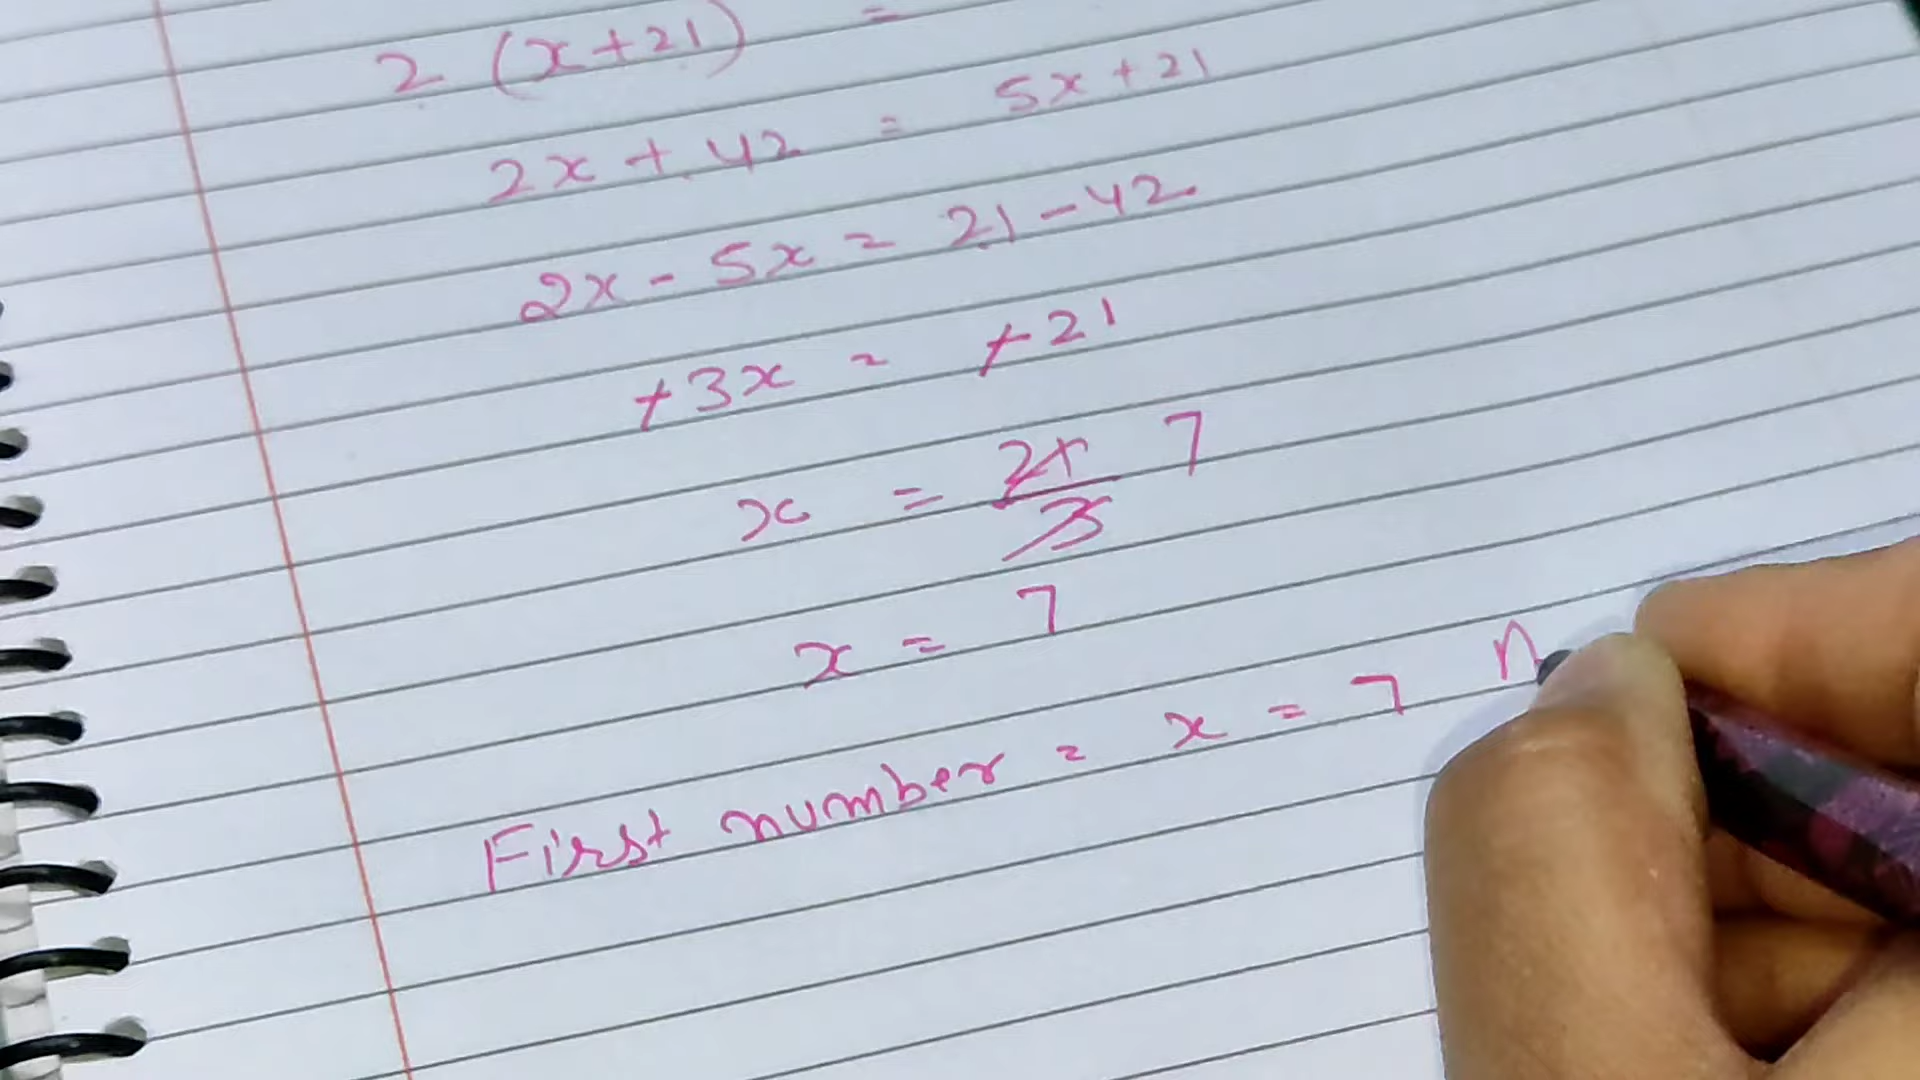 2 (x+21) =
2x + 42 = 5x + 21
2x - 5x = 21 - 42
+3x = +21
x = 21/3 7
x = 7
First number = x = 7 n